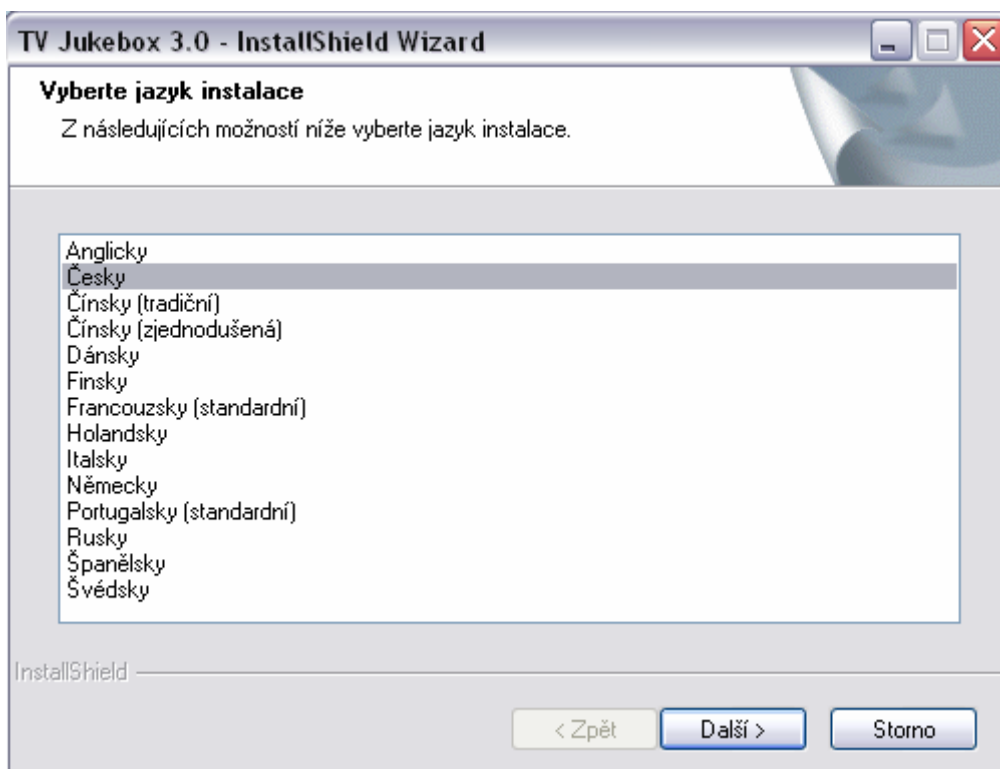 TV Jukebox 3.0 - InstallShield Wizard
Vyberte jazyk instalace
Z následujících možností níže vyberte jazyk instalace.
Anglicky
Česky
Čínsky (tradiční)
Čínsky (zjednodušená)
Dánsky
Finsky
Francouzsky (standardní)
Holandsky
Italsky
Německy
Portugalsky (standardní)
Rusky
Španělsky
Švédsky
InstallShield
< Zpět Další > Storno